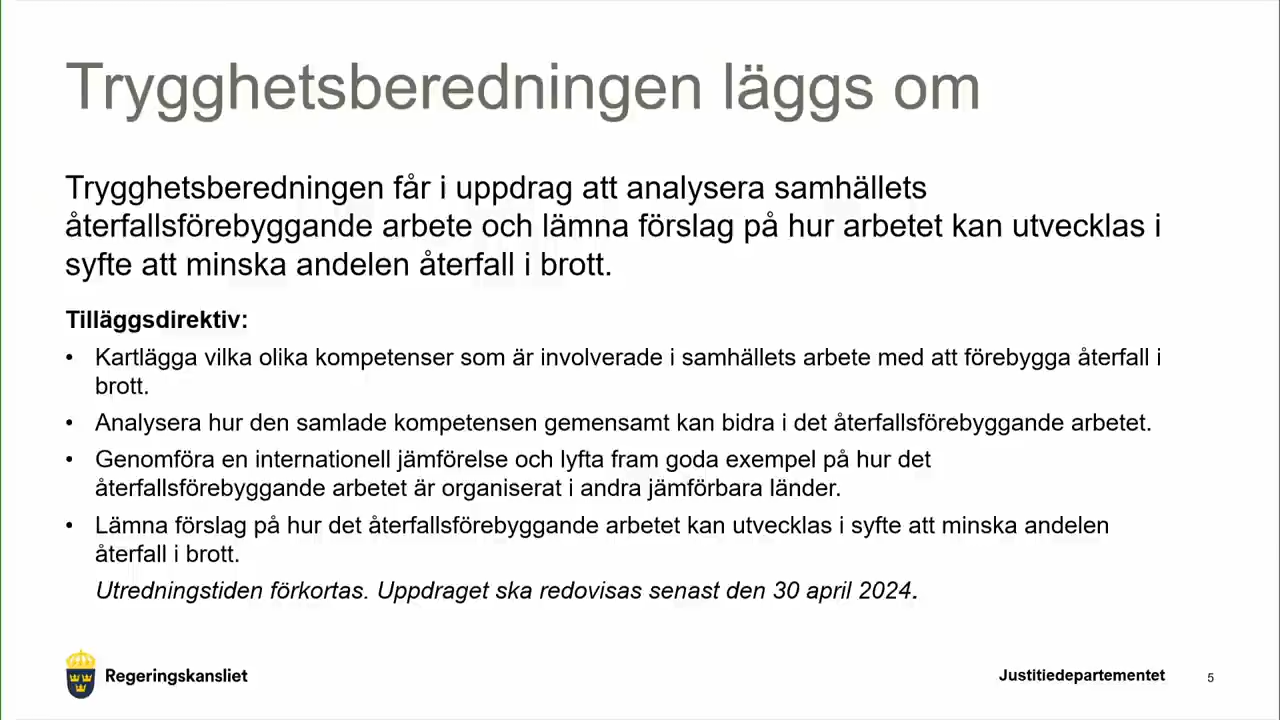 Trygghetsberedningen läggs om
Trygghetsberedningen får i uppdrag att analysera samhällets
återfallsförebyggande arbete och lämna förslag på hur arbetet kan utvecklas i
syfte att minska andelen återfall i brott.
Tilläggsdirektiv:
• Kartlägga vilka olika kompetenser som är involverade i samhällets arbete med att förebygga återfall i
brott.
• Analysera hur den samlade kompetensen gemensamt kan bidra i det återfallsförebyggande arbetet.
• Genomföra en internationell jämförelse och lyfta fram goda exempel på hur det
återfallsförebyggande arbetet är organiserat i andra jämförbara länder.
• Lämna förslag på hur det återfallsförebyggande arbetet kan utvecklas i syfte att minska andelen
återfall i brott.
Utredningstiden förkortas. Uppdraget ska redovisas senast den 30 april 2024.
Regeringskansliet
Justitiedepartementet
5